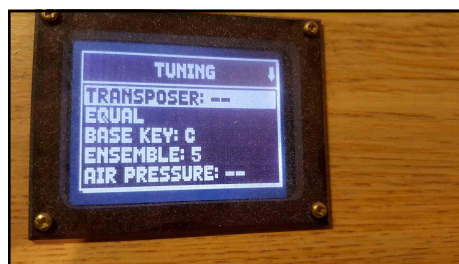 TUNING
TRANSPOSER: --
EQUAL
BASE KEY: C
ENSEMBLE: 5
AIR PRESSURE: --